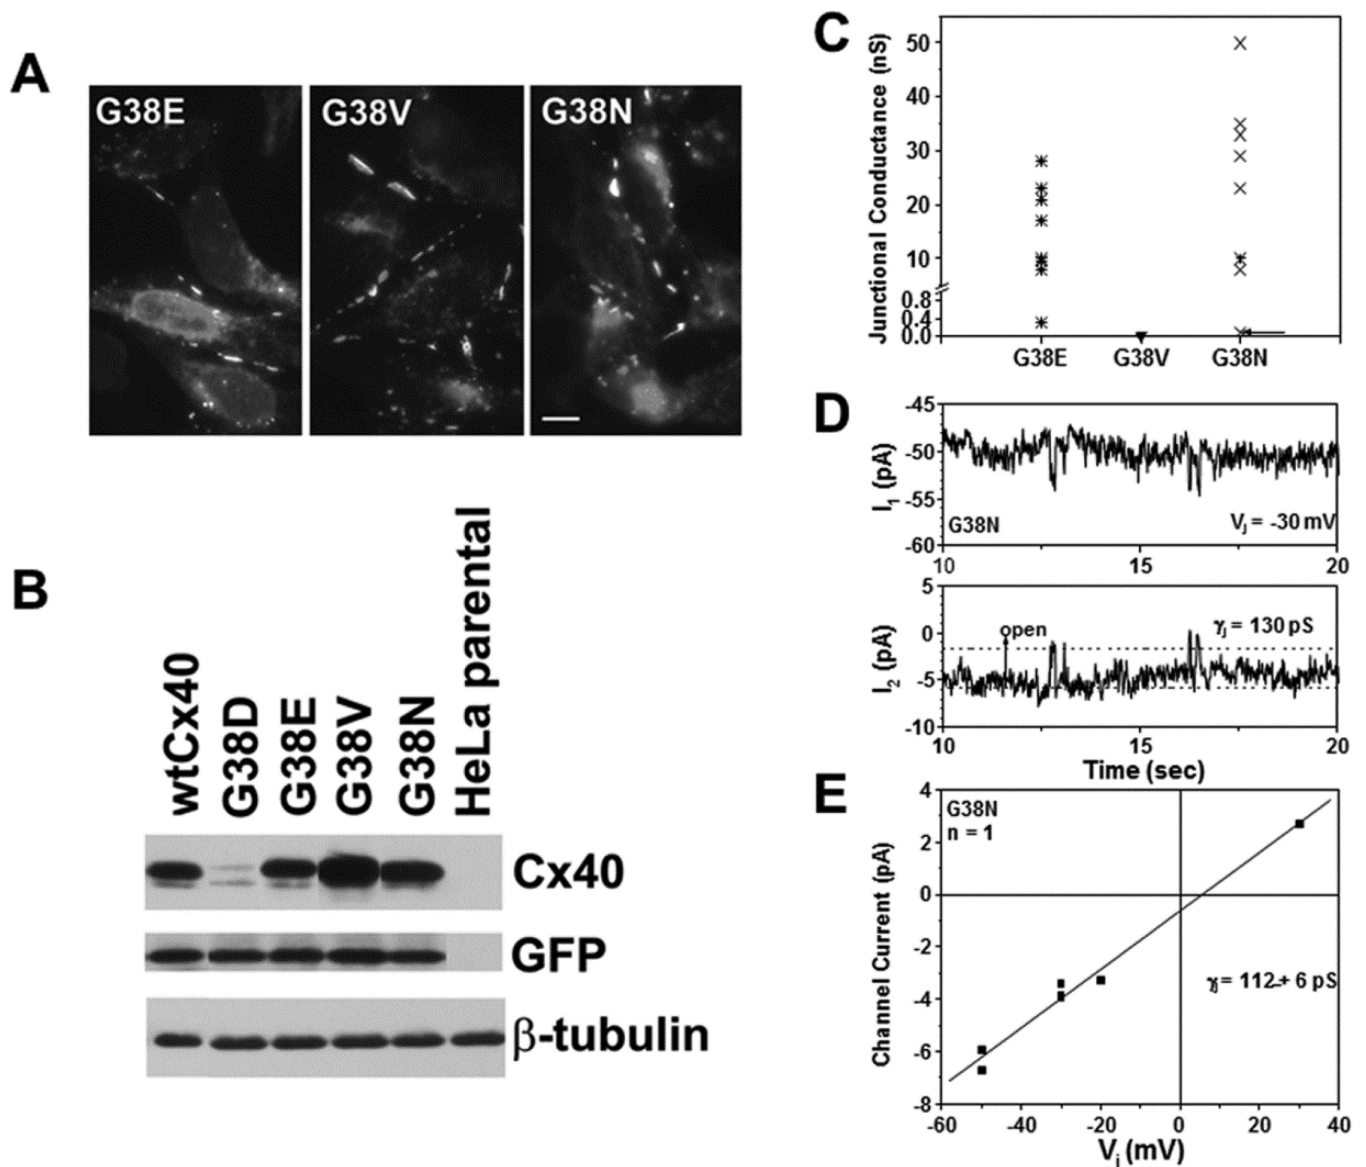 A
G38E
G38V
G38N
B
wtCx40
G38D
G38E
G38V
G38N
HeLa parental
Cx40
GFP
β-tubulin
C
Junctional Conductance (nS)
50
40
30
20
10
0.8
0.4
0.0
G38E
G38V
G38N
D
I1 (pA)
-45
-50
-55
-60
G38N
Vj = -30 mV
10
15
20
I2 (pA)
5
0
-5
-10
open
γj = 130 pS
10
15
20
Time (sec)
E
Channel Current (pA)
4
2
0
-2
-4
-6
-8
G38N
n = 1
γj = 112 + 6 pS
-60
-40
-20
0
20
40
Vj (mV)